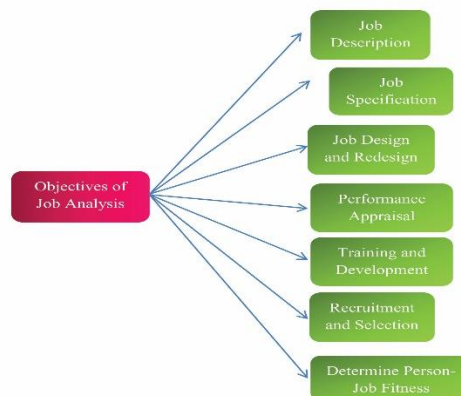 Objectives of
Job Analysis
Job
Description
Job
Specification
Job Design
and Redesign
Performance
Appraisal
Training and
Development
Recruitment
and Selection
Determine Person-
Job Fitness